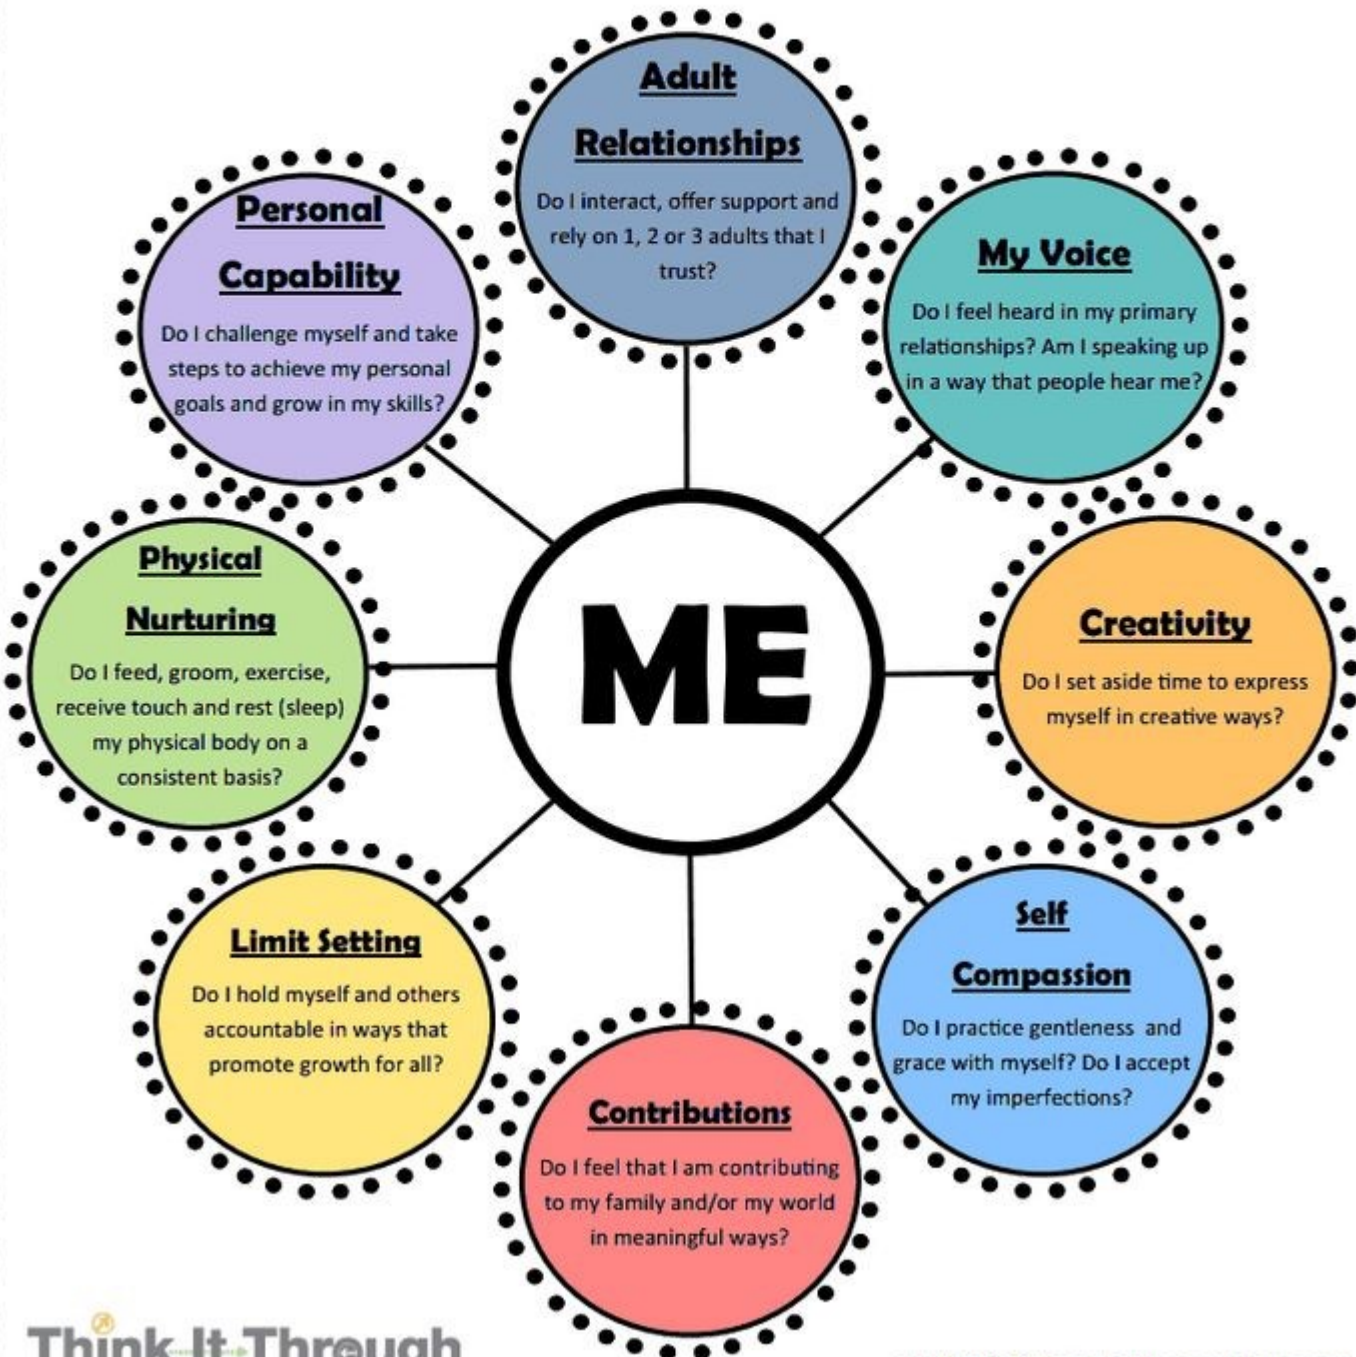 Adult
Relationships
Do I interact, offer support and
rely on 1, 2 or 3 adults that I
trust?
My Voice
Do I feel heard in my primary
relationships? Am I speaking up
in a way that people hear me?
Creativity
Do I set aside time to express
myself in creative ways?
Self
Compassion
Do I practice gentleness and
grace with myself? Do I accept
my imperfections?
Contributions
Do I feel that I am contributing
to my family and/or my world
in meaningful ways?
Limit Setting
Do I hold myself and others
accountable in ways that
promote growth for all?
Physical
Nurturing
Do I feed, groom, exercise,
receive touch and rest (sleep)
my physical body on a
consistent basis?
Personal
Capability
Do I challenge myself and take
steps to achieve my personal
goals and grow in my skills?
ME
Think It Through